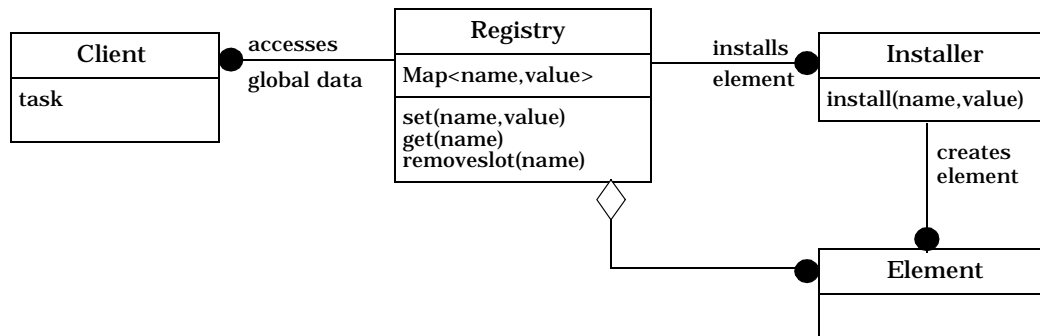 Client
task
accesses
global data
Registry
Map<name,value>
set(name,value)
get(name)
removeslot(name)
installs
element
Installer
install(name,value)
creates
element
Element